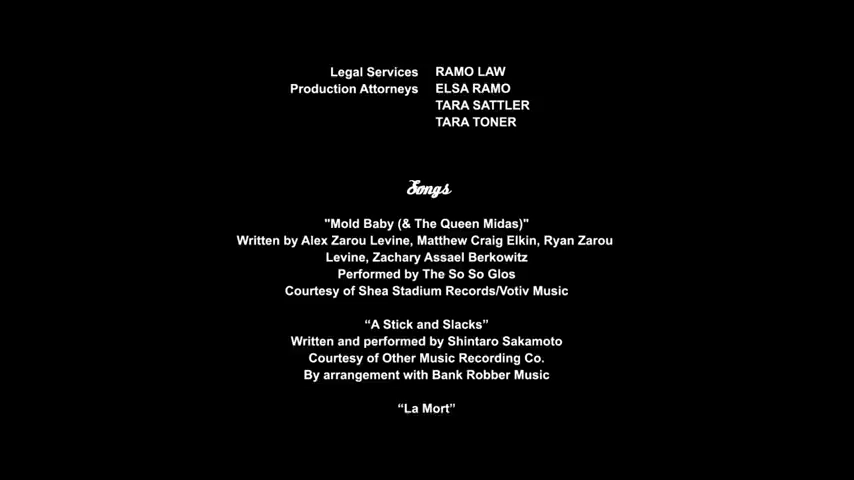 Legal Services RAMO LAW
Production Attorneys ELSA RAMO
TARA SATTLER
TARA TONER
Songs
"Mold Baby (& The Queen Midas)"
Written by Alex Zarou Levine, Matthew Craig Elkin, Ryan Zarou
Levine, Zachary Assael Berkowitz
Performed by The So So Glos
Courtesy of Shea Stadium Records/Votiv Music
“A Stick and Slacks”
Written and performed by Shintaro Sakamoto
Courtesy of Other Music Recording Co.
By arrangement with Bank Robber Music
“La Mort”